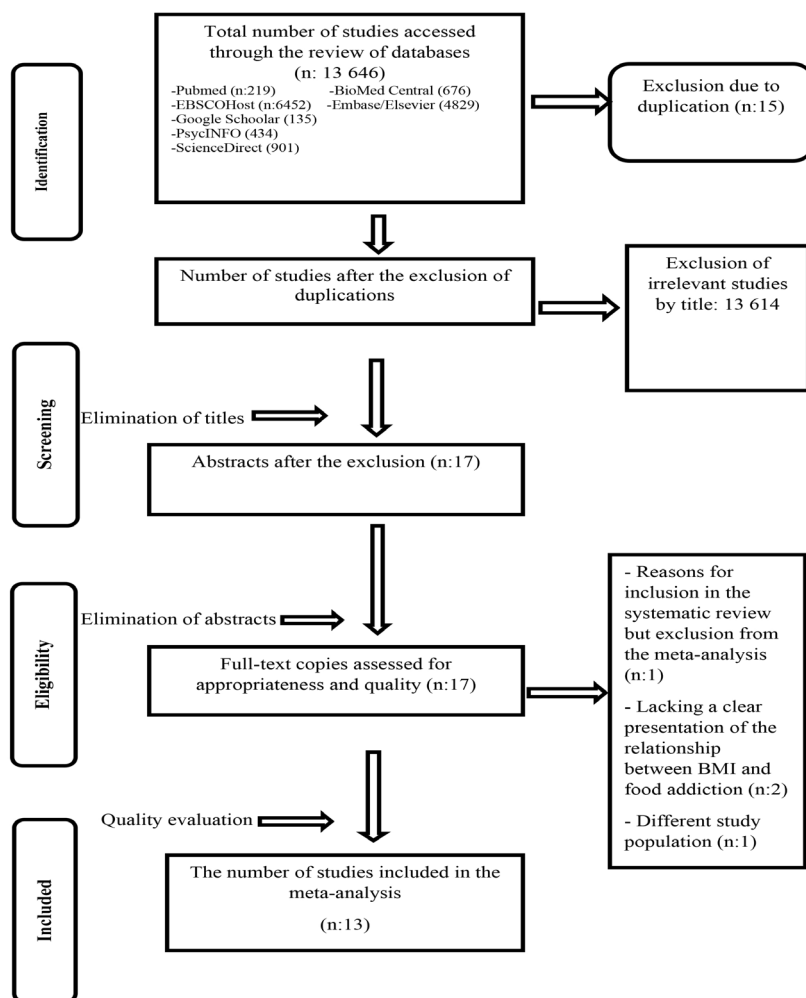 Total number of studies accessed
through the review of databases
(n: 13 646)
-Pubmed (n:219) -BioMed Central (676)
-EBSCOHost (n:6452) -Embase/Elsevier (4829)
-Google Schoolar (135)
-PsycINFO (434)
-ScienceDirect (901)
Exclusion due to
duplication (n:15)
Identification
Number of studies after the exclusion of
duplications
Exclusion of
irrelevant studies
by title: 13 614
Screening
Elimination of titles
Abstracts after the exclusion (n:17)
Eligibility
Elimination of abstracts
Full-text copies assessed for
appropriateness and quality (n:17)
- Reasons for
inclusion in the
systematic review
but exclusion from
the meta-analysis
(n:1)
- Lacking a clear
presentation of the
relationship
between BMI and
food addiction (n:2)
- Different study
population (n:1)
Quality evaluation
Included
The number of studies included in the
meta-analysis
(n:13)